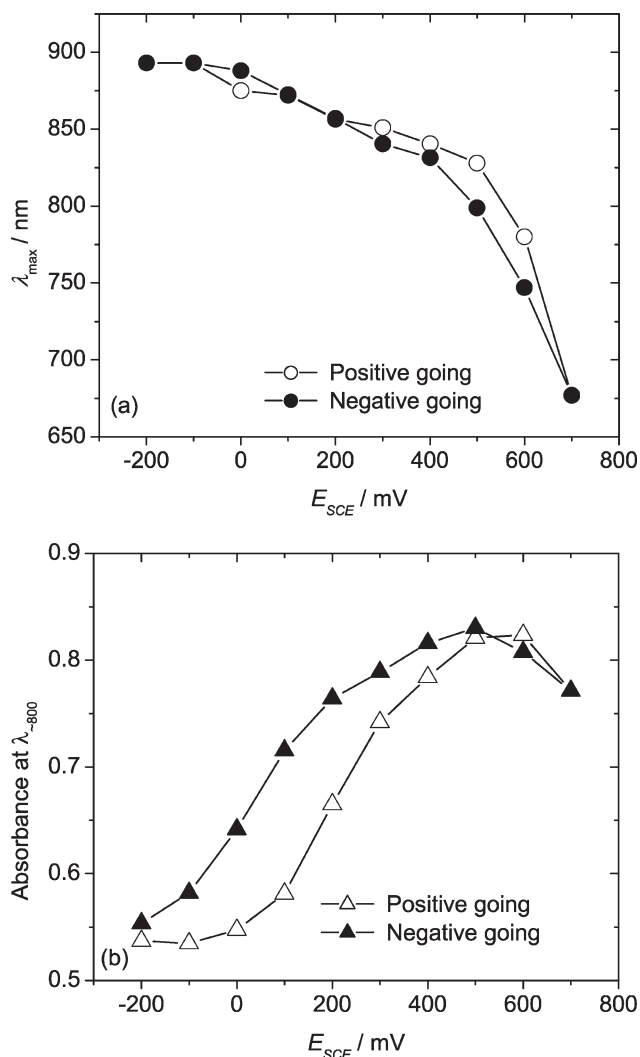 900
850
800
750
700
650
λmax / nm
Positive going
Negative going
(a)
-200 0 200 400 600 800
ESCE / mV
0.9
0.8
0.7
0.6
0.5
Absorbance at λ~800
Positive going
Negative going
(b)
-200 0 200 400 600 800
ESCE / mV